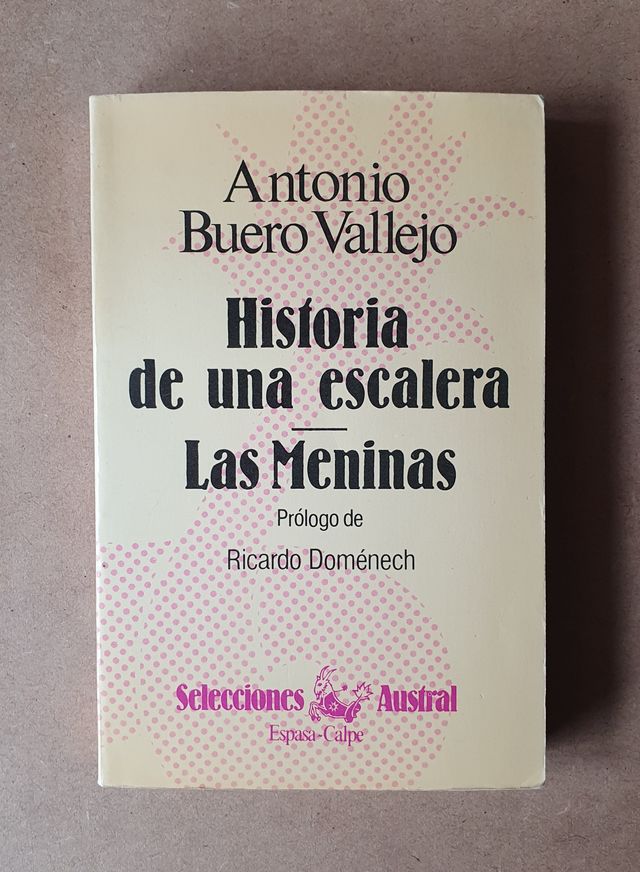 Antonio
Buero Vallejo
Historia
de una escalera
Las Meninas
Prólogo de
Ricardo Doménech
Selecciones Austral
Espasa-Calpe